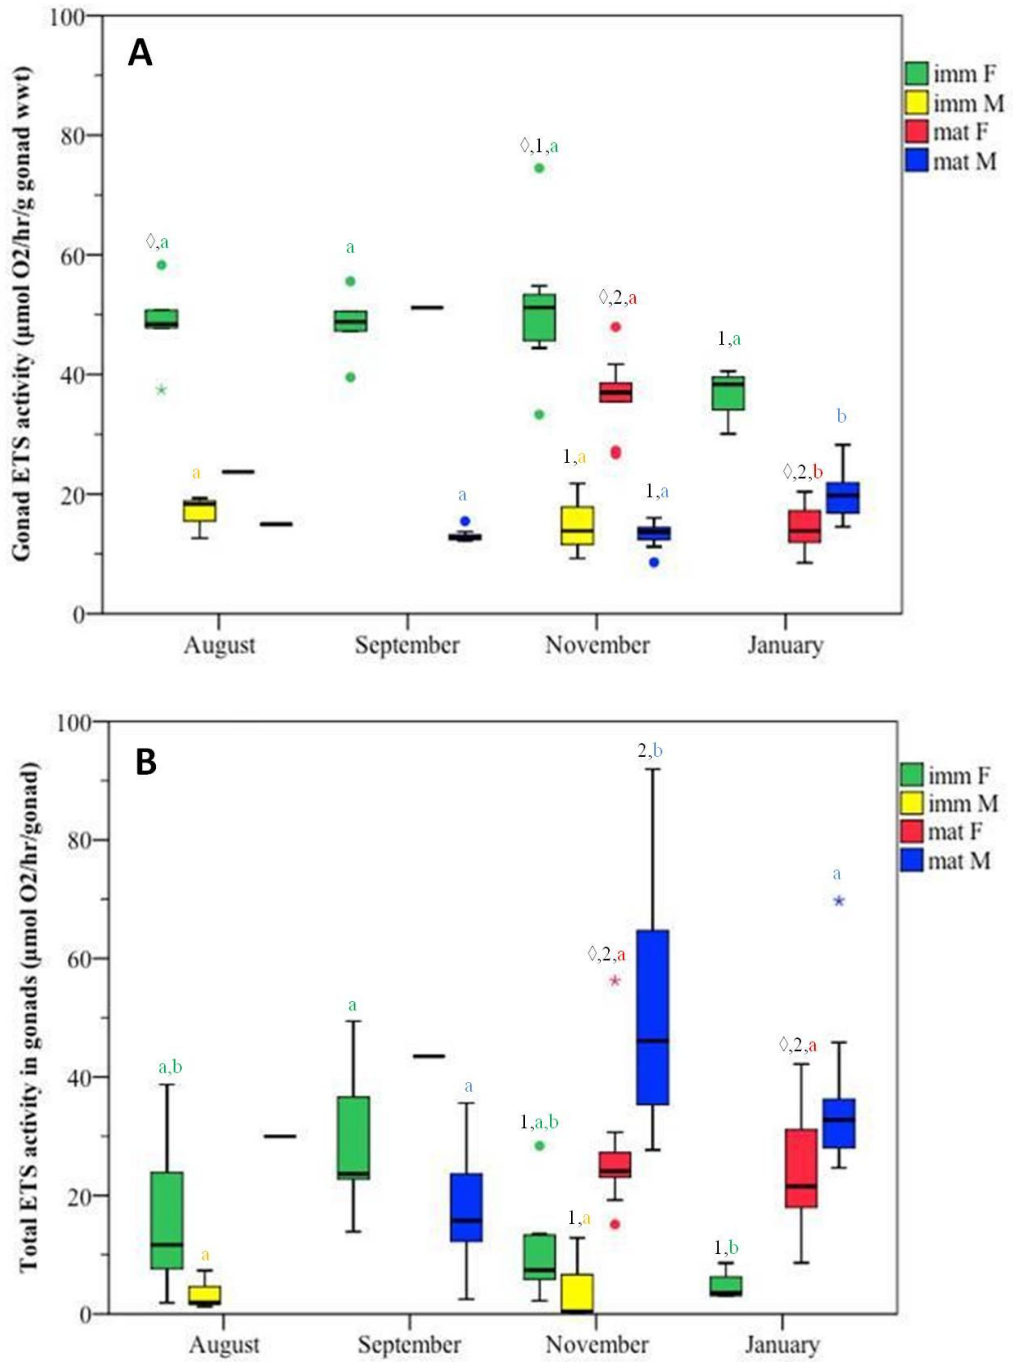 A
Gonad ETS activity (µmol O2/hr/g gonad wwt)
100
80
60
40
20
0
◊,a
a
a
a
◊,1,a
1,a
◊,2,a
1,a
1,a
◊,2,b
b
August
September
November
January
imm F
imm M
mat F
mat M
B
Total ETS activity in gonads (µmol O2/hr/gonad)
100
80
60
40
20
0
a,b
a
a
a
1,a,b
1,a
◊,2,a
2,b
1,b
◊,2,a
a
August
September
November
January
imm F
imm M
mat F
mat M